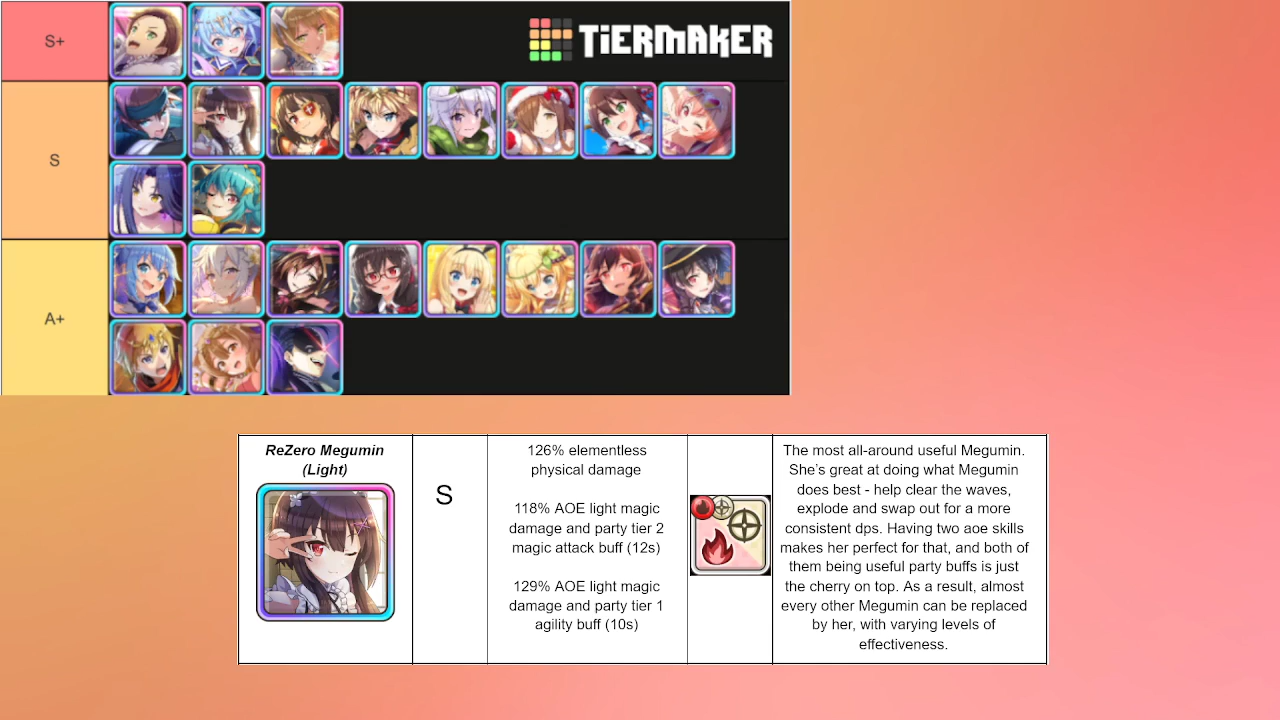 S+
TiERMAKER
S
A+
ReZero Megumin
(Light)
S
126% elementless
physical damage
118% AOE light magic
damage and party tier 2
magic attack buff (12s)
129% AOE light magic
damage and party tier 1
agility buff (10s)
The most all-around useful Megumin.
She's great at doing what Megumin
does best - help clear the waves,
explode and swap out for a more
consistent dps. Having two aoe skills
makes her perfect for that, and both of
them being useful party buffs is just
the cherry on top. As a result, almost
every other Megumin can be replaced
by her, with varying levels of
effectiveness.